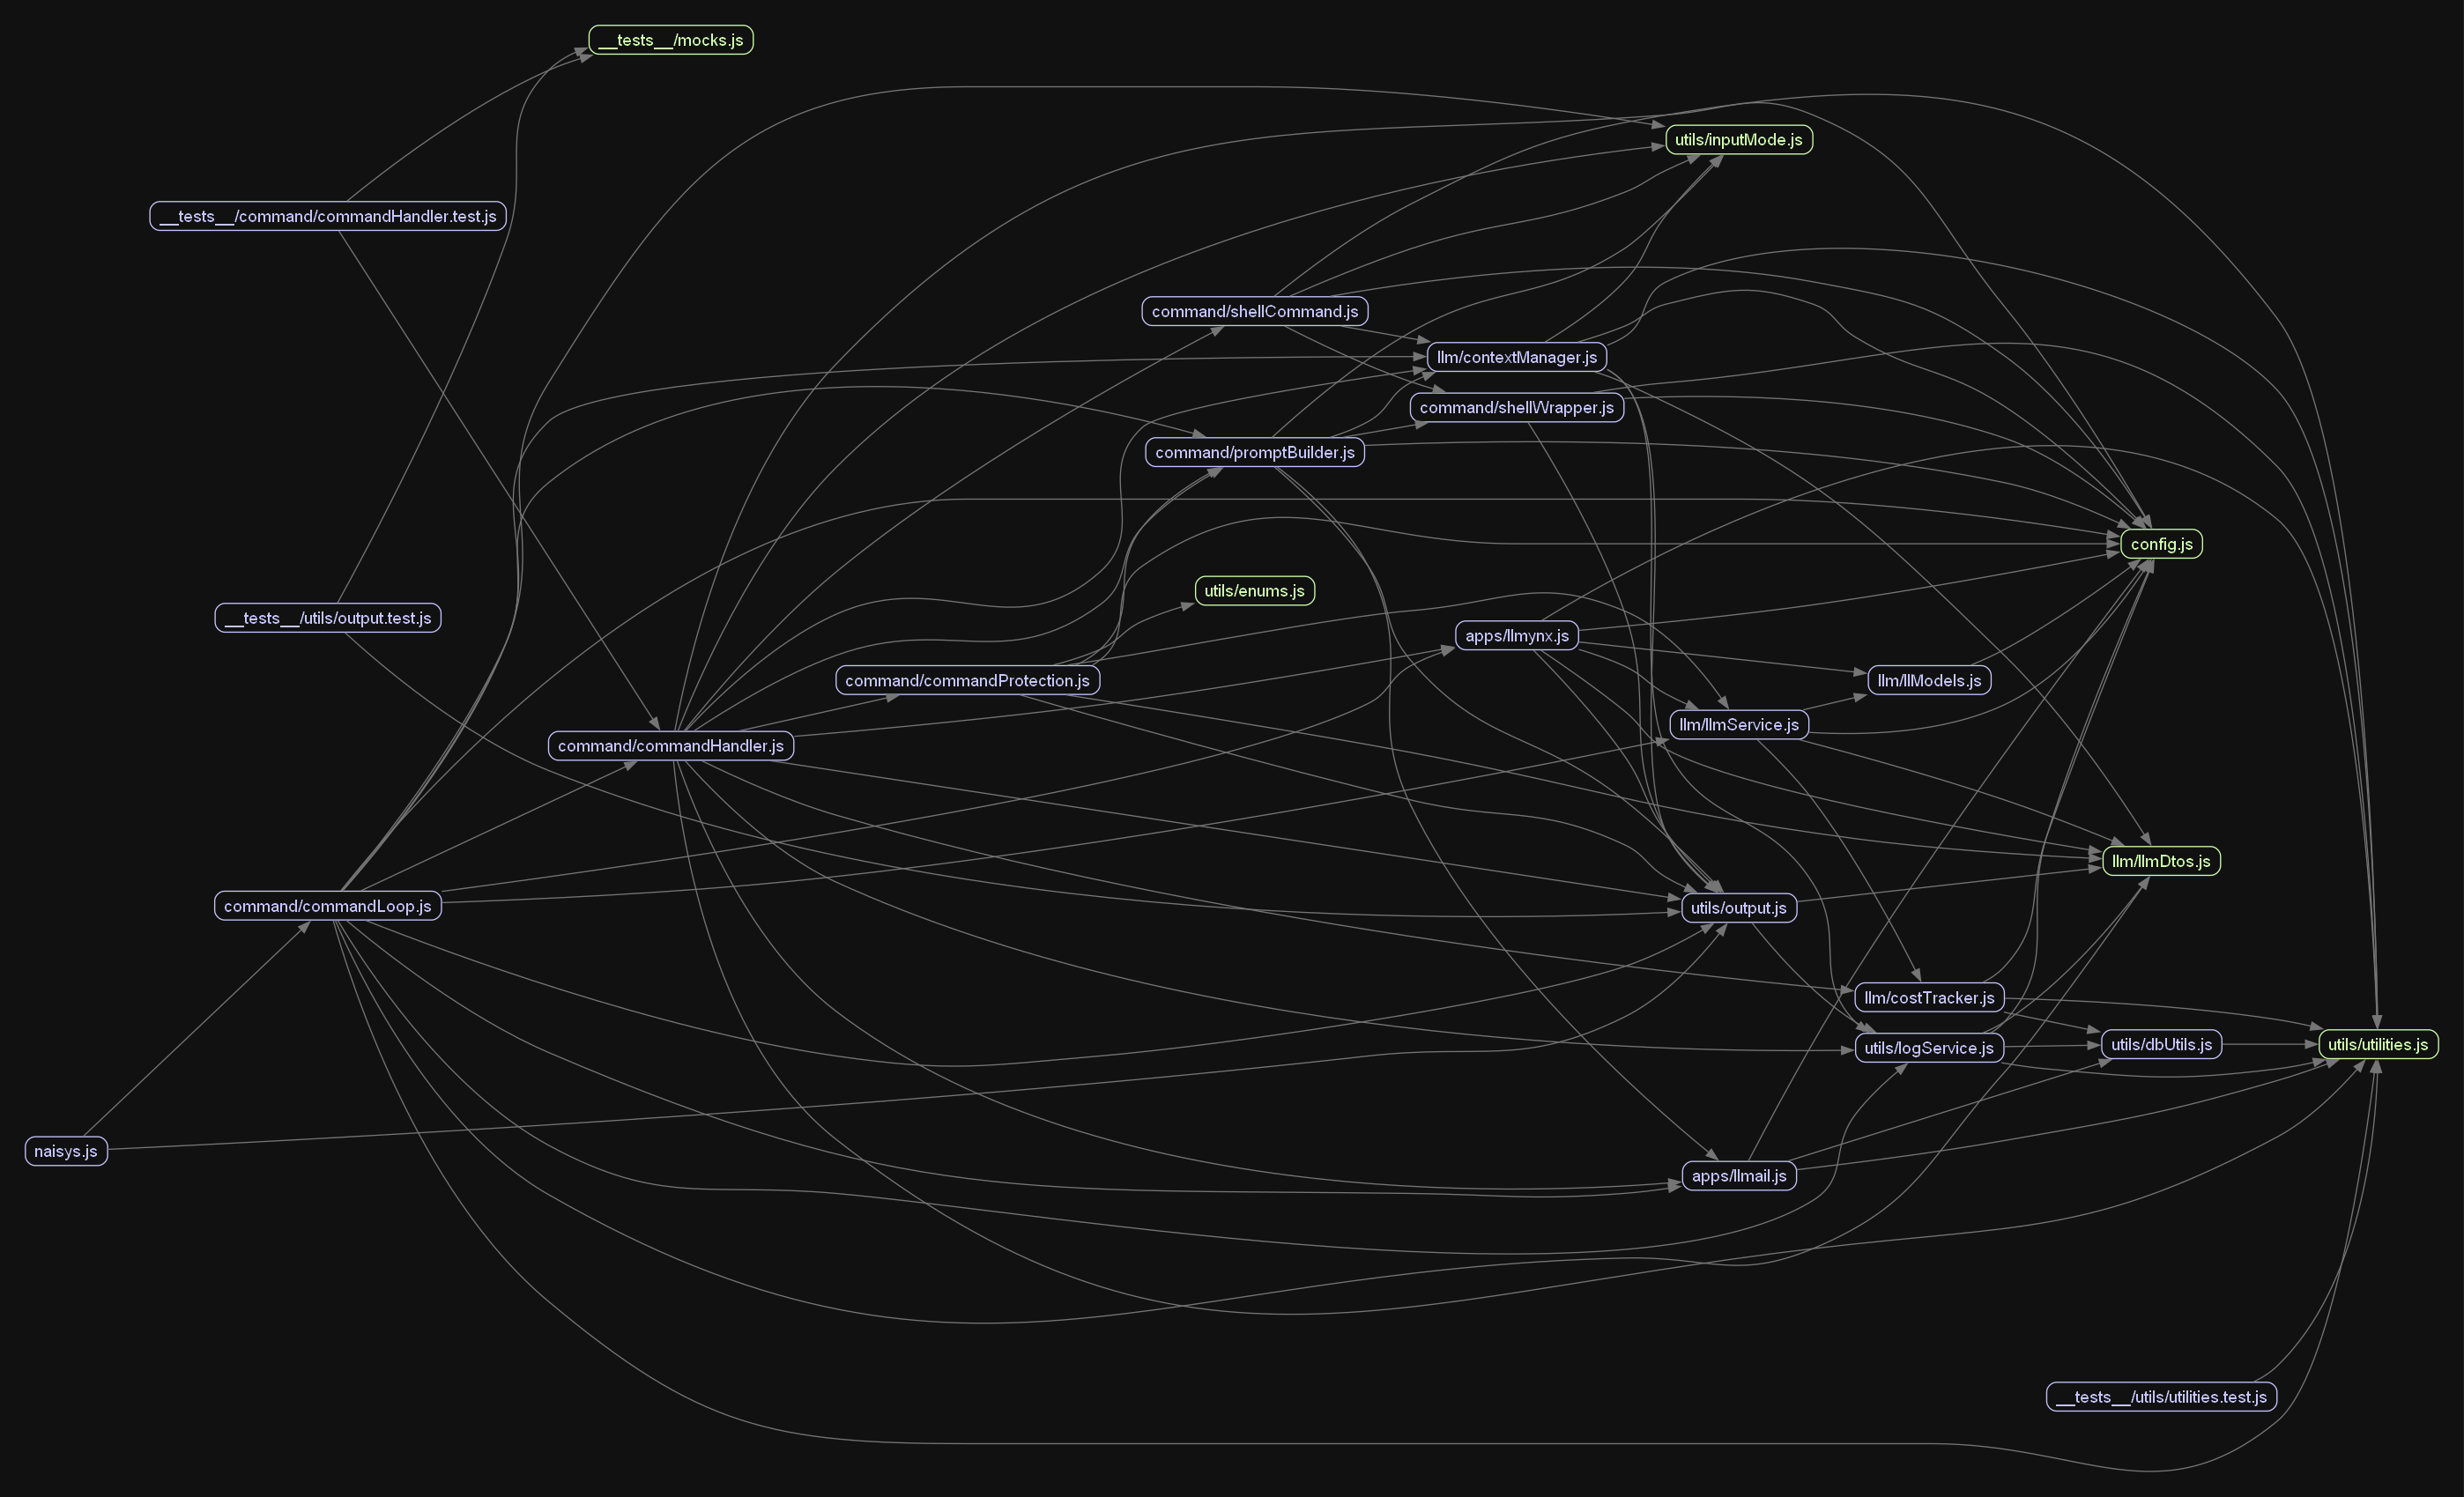 __tests__/mocks.js
utils/inputMode.js
__tests__/command/commandHandler.test.js
command/shellCommand.js
llm/contextManager.js
command/shellWrapper.js
command/promptBuilder.js
config.js
utils/enums.js
__tests__/utils/output.test.js
apps/llmynx.js
command/commandProtection.js
llm/llModels.js
llm/llmService.js
command/commandHandler.js
llm/llmDtos.js
command/commandLoop.js
utils/output.js
llm/costTracker.js
utils/logService.js
utils/dbUtils.js
utils/utilities.js
naisys.js
apps/llmail.js
__tests__/utils/utilities.test.js